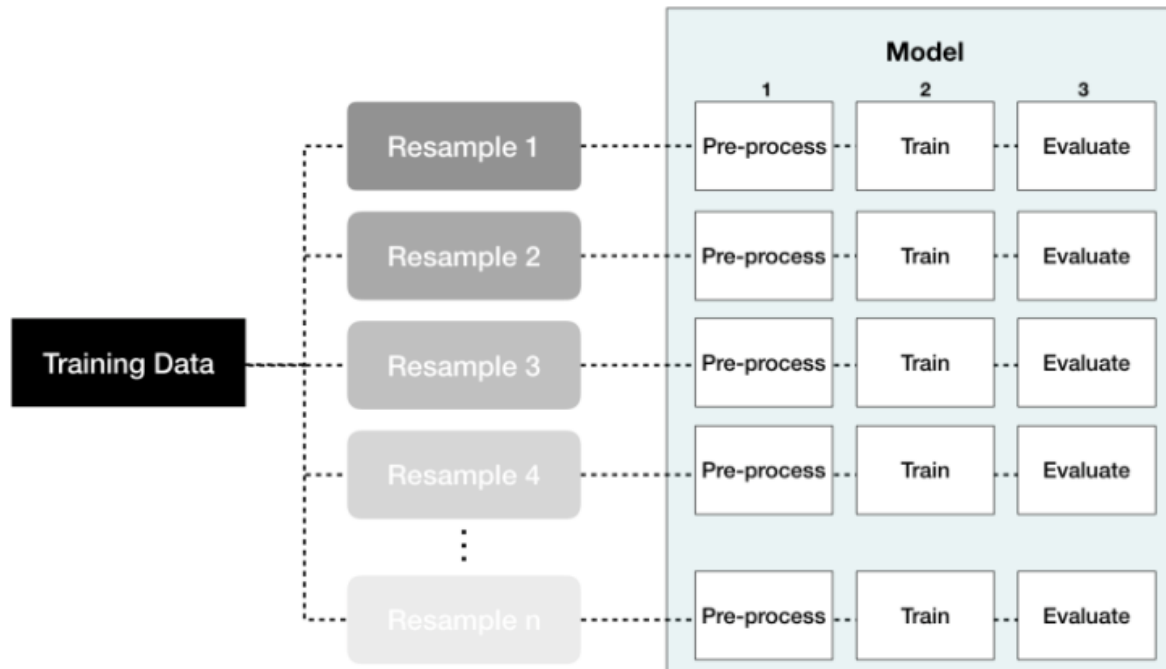 Model
1 2 3
Resample 1 Pre-process Train Evaluate
Resample 2 Pre-process Train Evaluate
Training Data Resample 3 Pre-process Train Evaluate
Resample 4 Pre-process Train Evaluate
Resample n Pre-process Train Evaluate